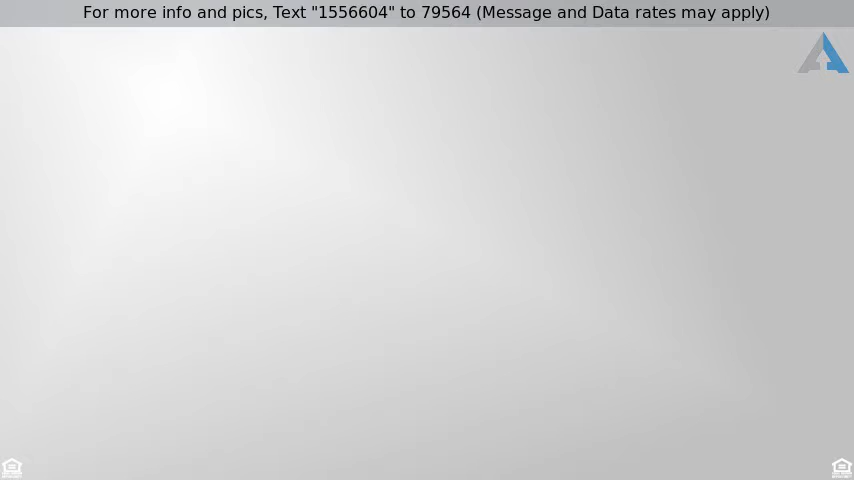 For more info and pics, Text "1556604" to 79564 (Message and Data rates may apply)